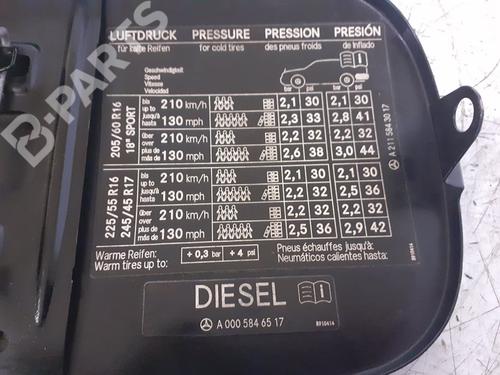 B-PARTS
LUFTDRUCK PRESSURE PRESSION PRESIÓN
für kalte Reifen for cold tires des pneus froids de inflado
Geschwindigkeit
Speed
Vitesse
Velocidad
bar psi bar psi
205/60 R16
18" SPORT
bis
up to
jusqu'à
hasta
210 km/h 2,1 30 2,1 30
130 mph 2,3 33 2,8 41
über
over
plus de
más de
210 km/h 2,2 32 2,2 32
130 mph 2,6 38 3,0 44
225/55 R16
245/45 R17
bis
up to
jusqu'à
hasta
210 km/h 2,1 30 2,1 30
130 mph 2,2 32 2,5 36
über
over
plus de
más de
210 km/h 2,2 32 2,2 32
130 mph 2,5 36 2,9 42
Warme Reifen:
Warm tires up to:
+ 0,3 bar + 4 psi
Pneus échauffés jusqu'à:
Neumáticos calientes hasta:
A 211 584 30 17
DIESEL
A 000 584 65 17
BF10414